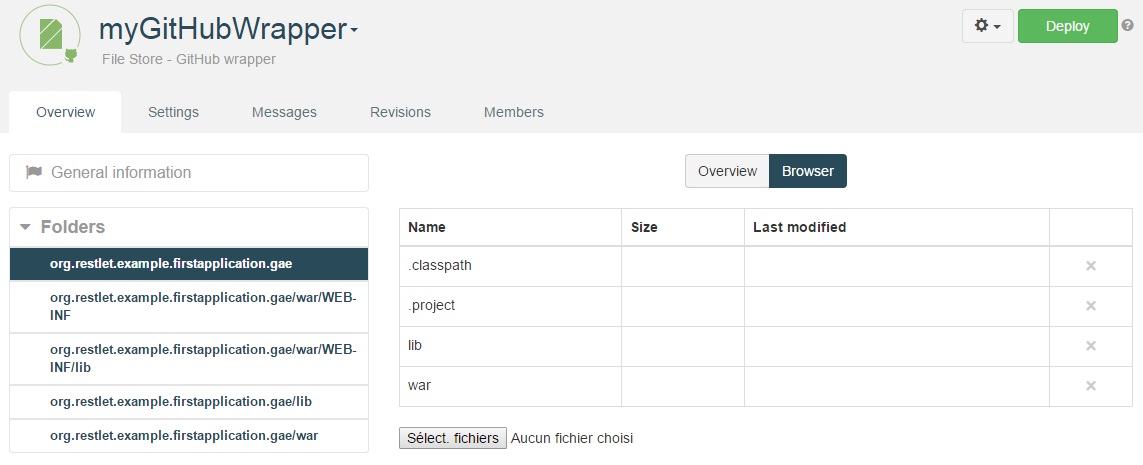 myGitHubWrapper
File Store - GitHub wrapper
Deploy
?
Overview Settings Messages Revisions Members
General information
Folders
org.restlet.example.firstapplication.gae
org.restlet.example.firstapplication.gae/war/WEB-
INF
org.restlet.example.firstapplication.gae/war/WEB-
INF/lib
org.restlet.example.firstapplication.gae/lib
org.restlet.example.firstapplication.gae/war
Overview Browser
Name Size Last modified
.classpath
.project
lib
war
Sélect. fichiers Aucun fichier choisi